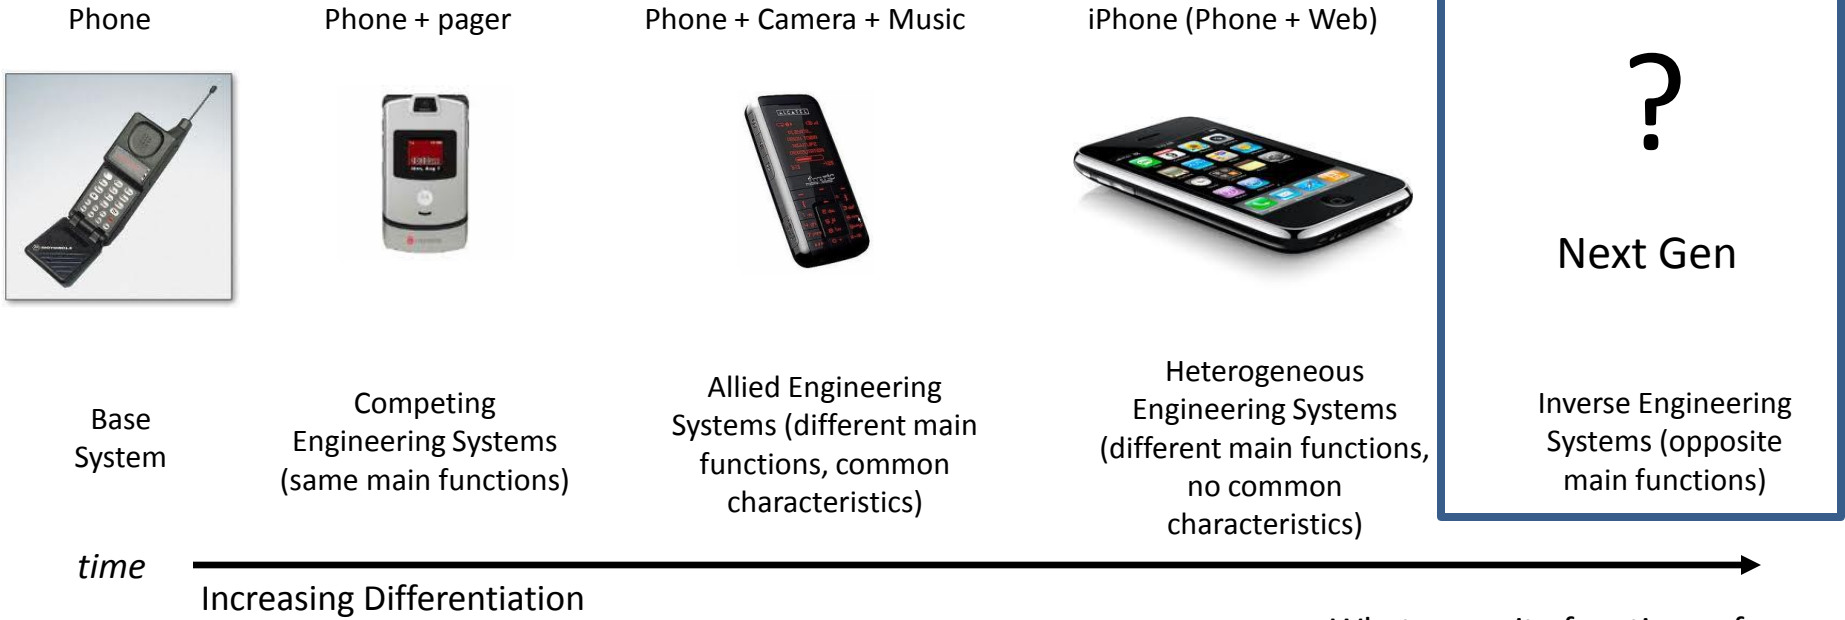 Phone
Phone + pager
Phone + Camera + Music
iPhone (Phone + Web)
?
Next Gen
MOTOROLA
ALCATEL
Base
System
Competing
Engineering Systems
(same main functions)
Allied Engineering
Systems (different main
functions, common
characteristics)
Heterogeneous
Engineering Systems
(different main functions,
no common
characteristics)
Inverse Engineering
Systems (opposite
main functions)
time
Increasing Differentiation